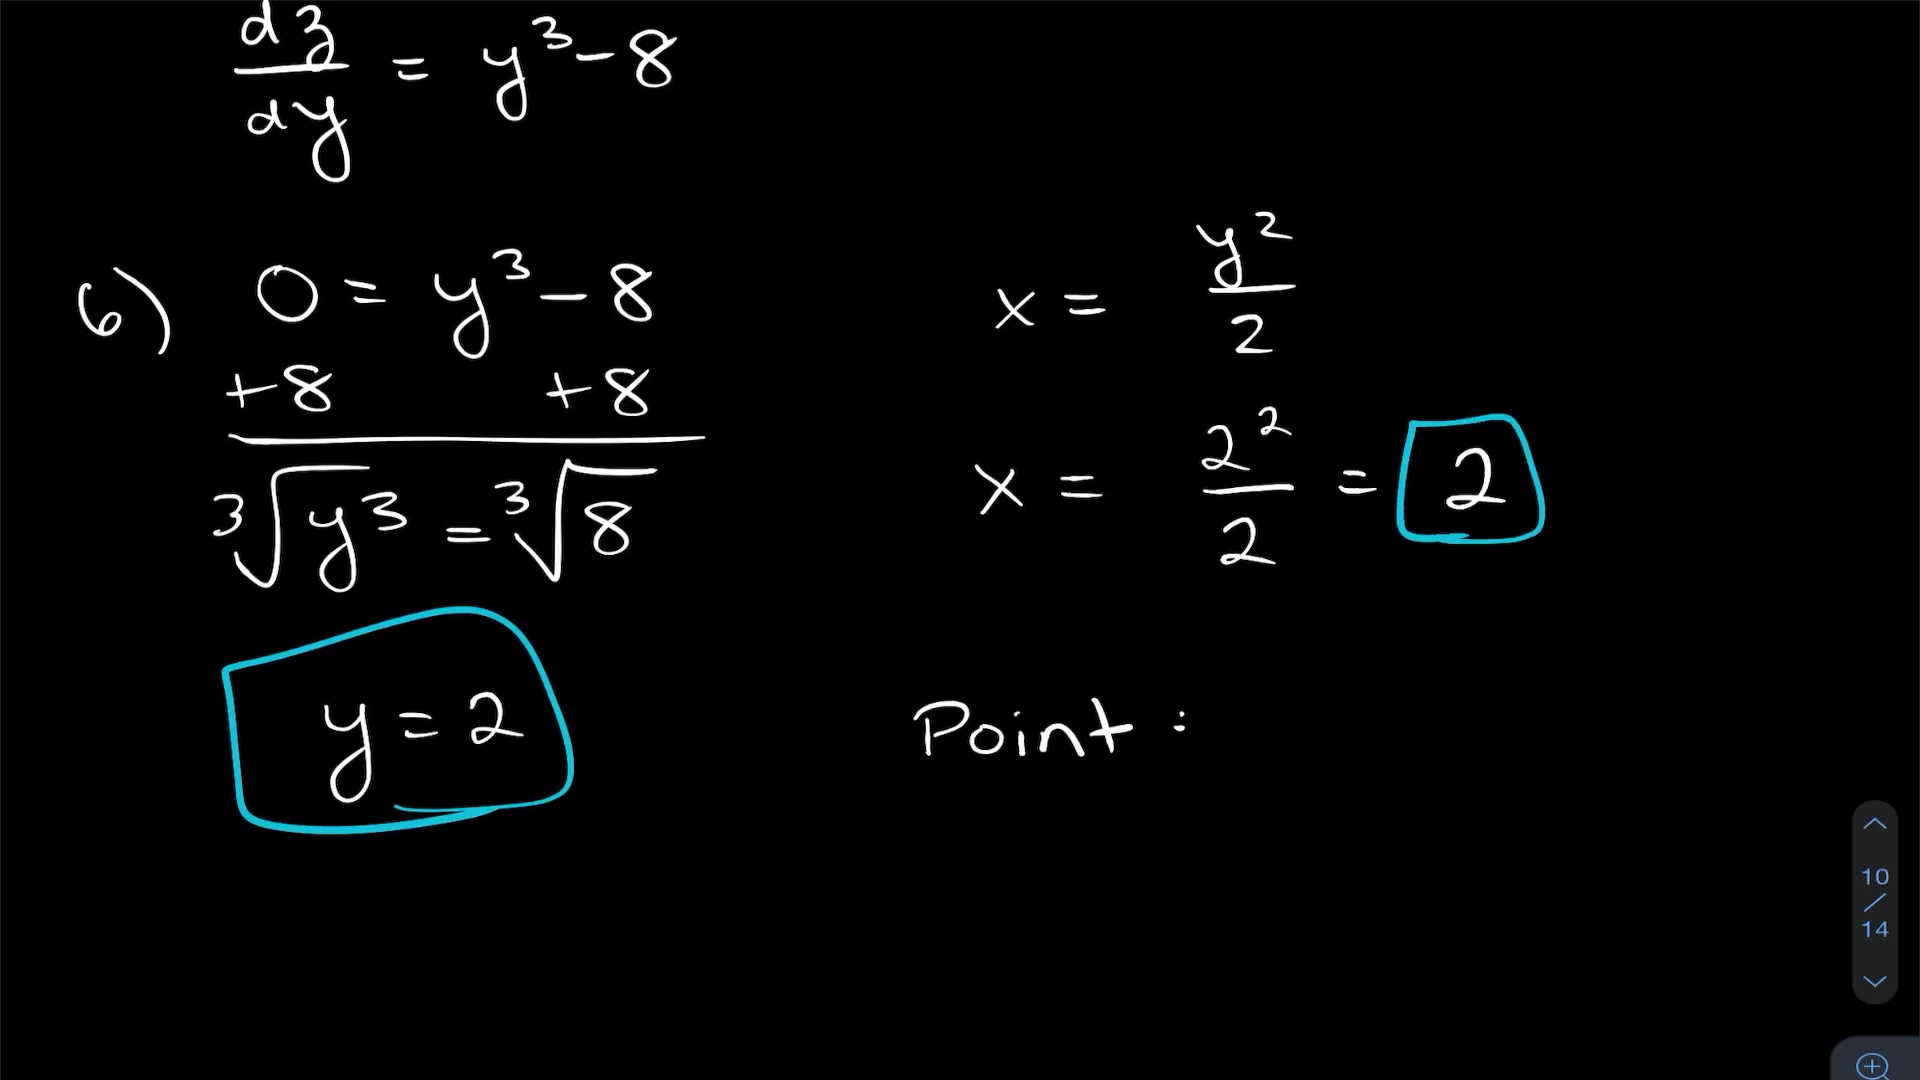 dz/dy = y³-8
6) 0 = y³-8
+8 +8
³√y³ = ³√8
y = 2
x = y²/2
x = 2²/2 = 2
Point :
10
/
14